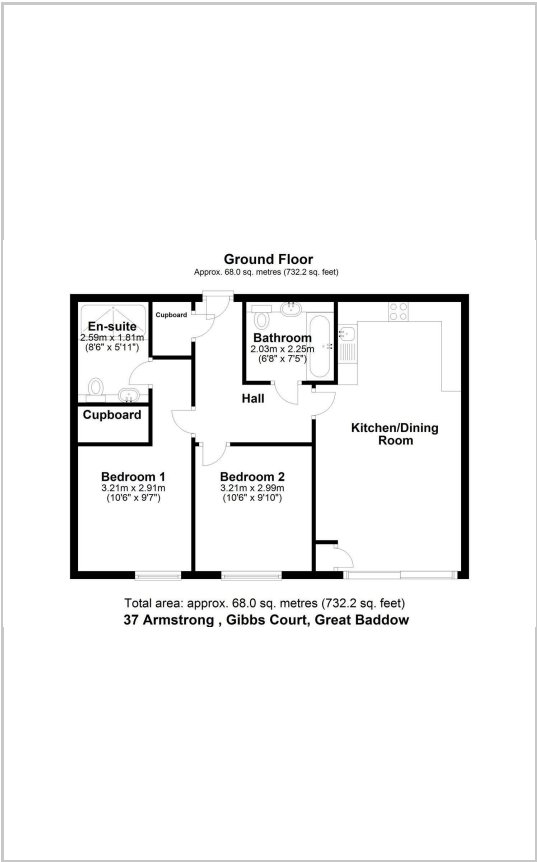 Ground Floor
Approx. 68.0 sq. metres (732.2 sq. feet)
Cupboard
En-suite
2.59m x 1.81m
(8'6" x 5'11")
Bathroom
2.03m x 2.25m
(6'8" x 7'5")
Hall
Cupboard
Kitchen/Dining
Room
Bedroom 1
3.21m x 2.91m
(10'6" x 9'7")
Bedroom 2
3.21m x 2.99m
(10'6" x 9'10")
Total area: approx. 68.0 sq. metres (732.2 sq. feet)
37 Armstrong , Gibbs Court, Great Baddow